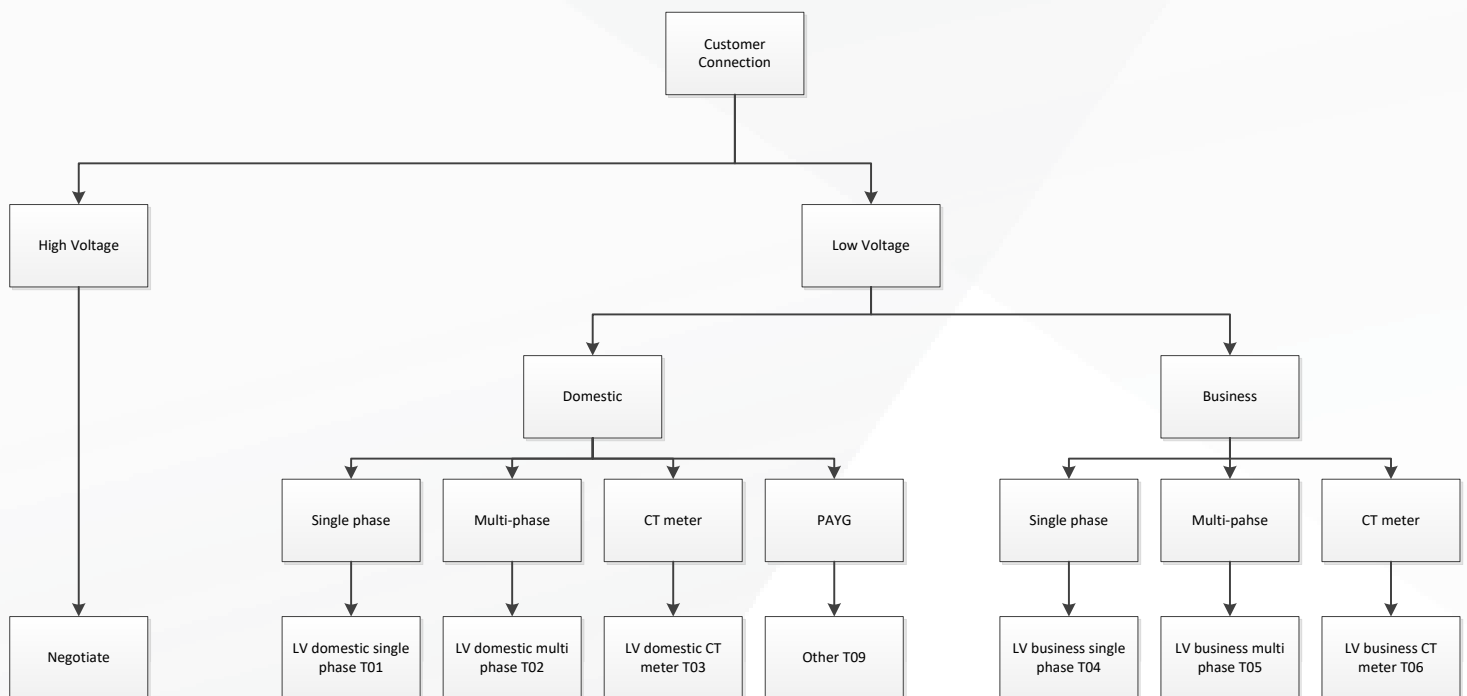 Customer
Connection
High Voltage
Low Voltage
Domestic
Business
Single phase
Multi-phase
CT meter
PAYG
Single phase
Multi-pahse
CT meter
Negotiate
LV domestic single
phase T01
LV domestic multi
phase T02
LV domestic CT
meter T03
Other T09
LV business single
phase T04
LV business multi
phase T05
LV business CT
meter T06